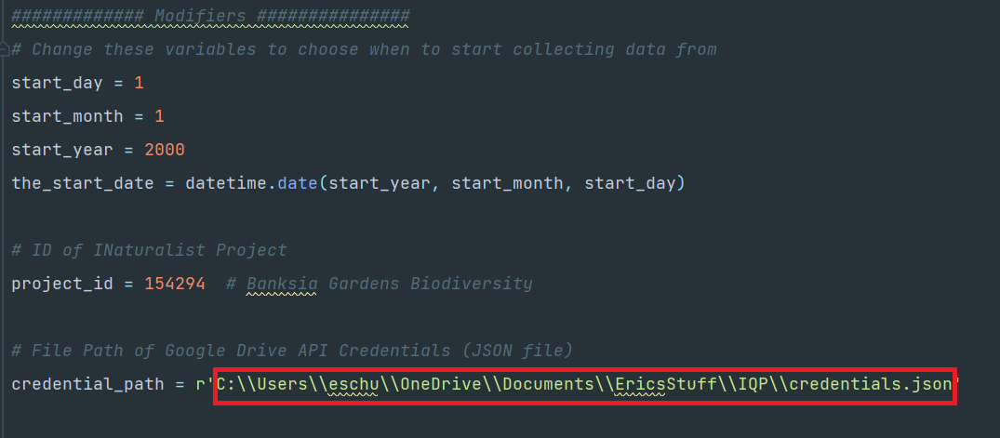 ############# Modifiers ###############
# Change these variables to choose when to start collecting data from
start_day = 1
start_month = 1
start_year = 2000
the_start_date = datetime.date(start_year, start_month, start_day)
# ID of INaturalist Project
project_id = 154294  # Banksia Gardens Biodiversity
# File Path of Google Drive API Credentials (JSON file)
credential_path = r'C:\\Users\\eschu\\OneDrive\\Documents\\EricsStuff\\IQP\\credentials.json'